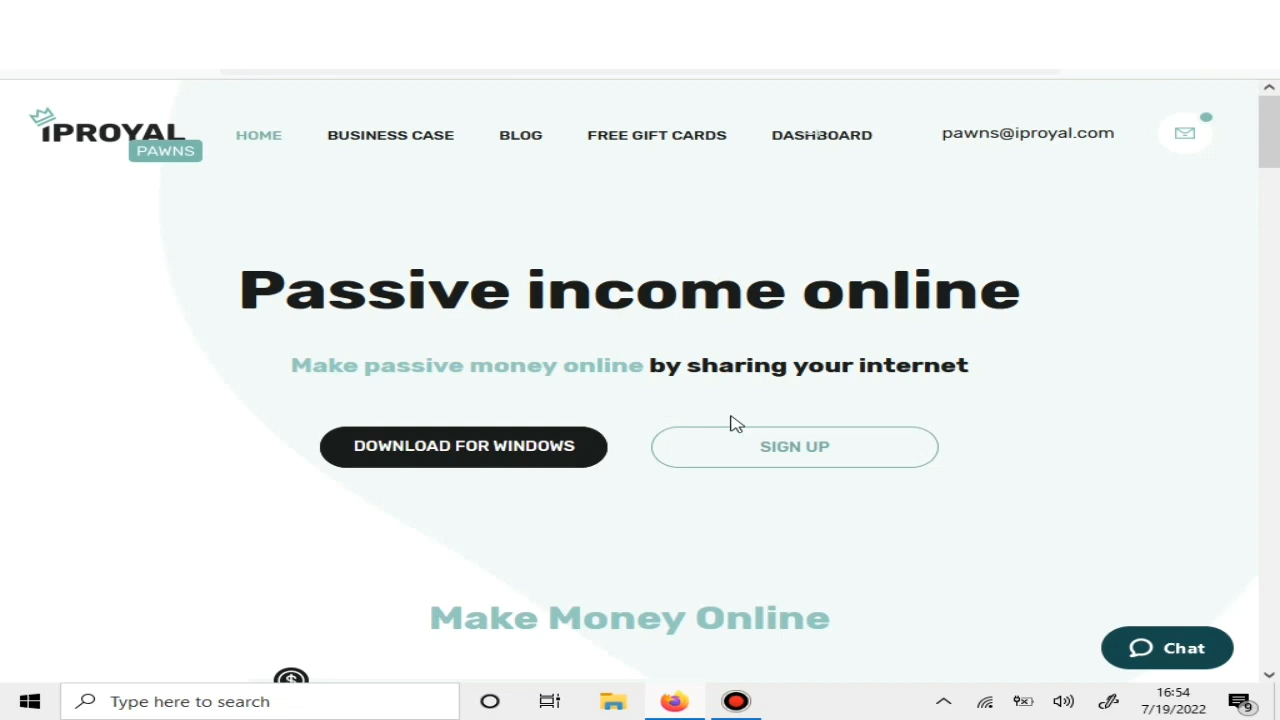 IPROYAL
PAWNS
HOME
BUSINESS CASE
BLOG
FREE GIFT CARDS
DASHBOARD
pawns@iproyal.com
Passive income online
Make passive money online by sharing your internet
DOWNLOAD FOR WINDOWS
SIGN UP
Make Money Online
Chat
$
Type here to search
16:54
7/19/2022
9